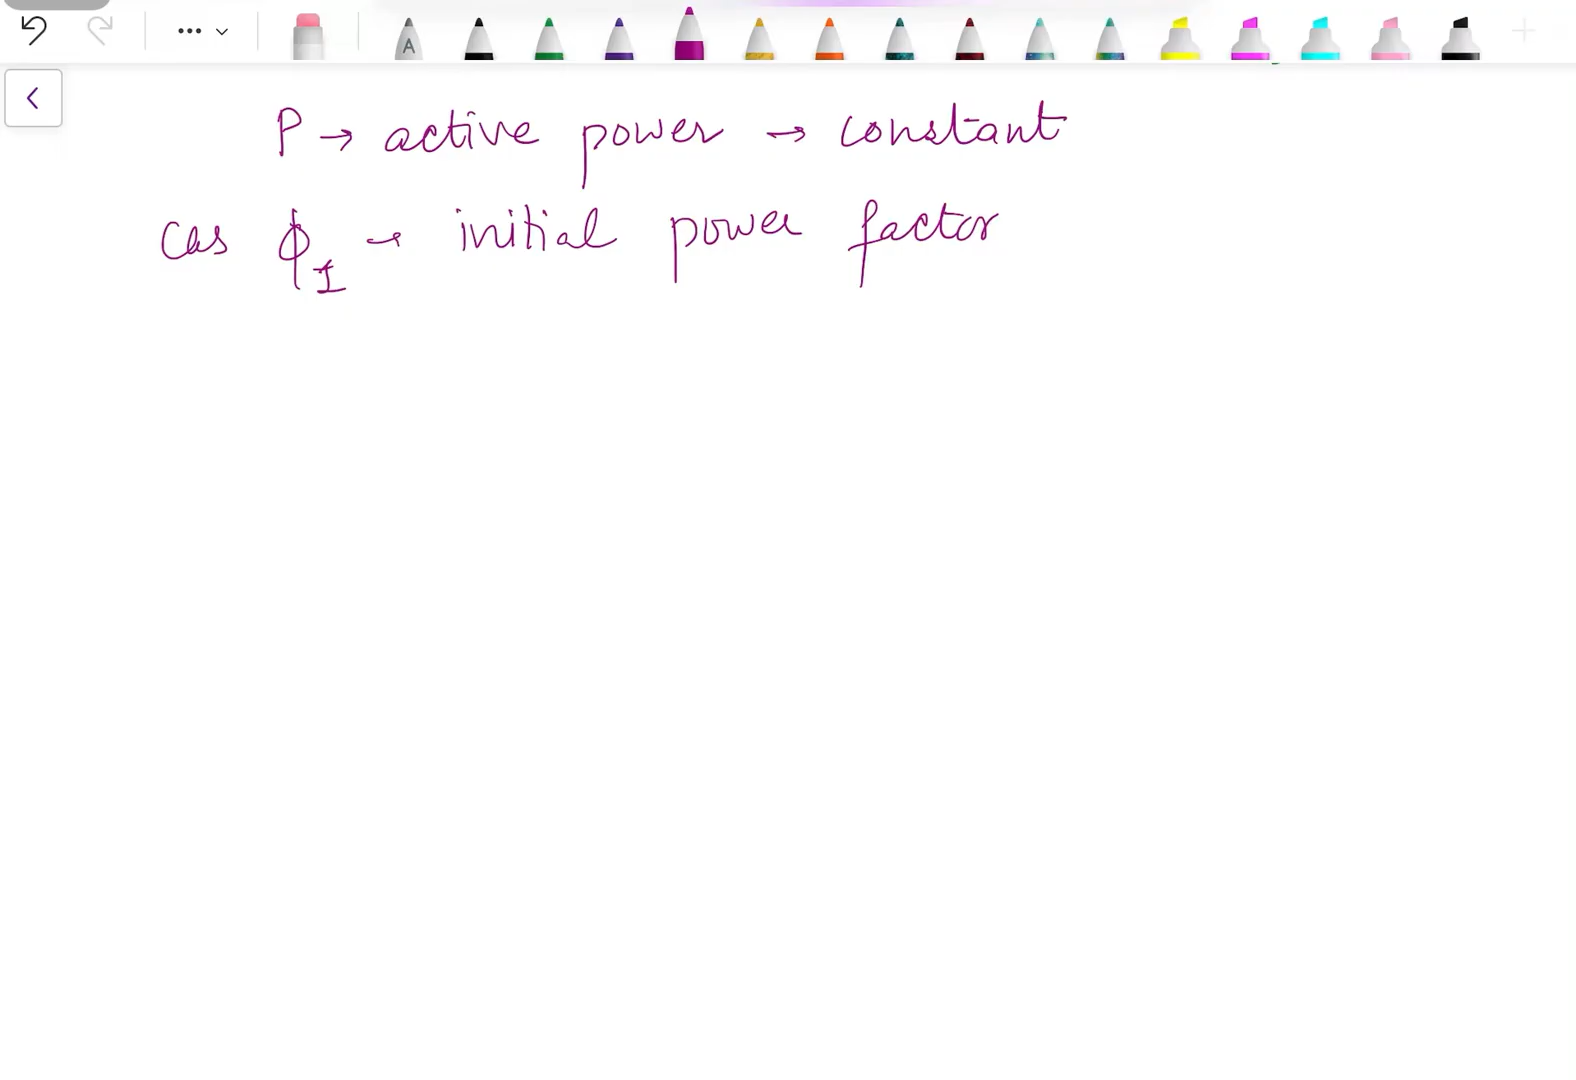 P → active power → constant
cos ϕ₁ → initial power factor